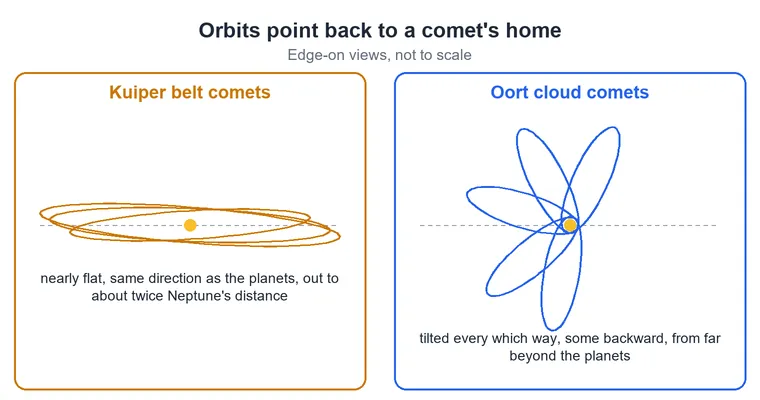 Orbits point back to a comet's home
Edge-on views, not to scale
Kuiper belt comets
nearly flat, same direction as the planets, out to
about twice Neptune's distance
Oort cloud comets
tilted every which way, some backward, from far
beyond the planets